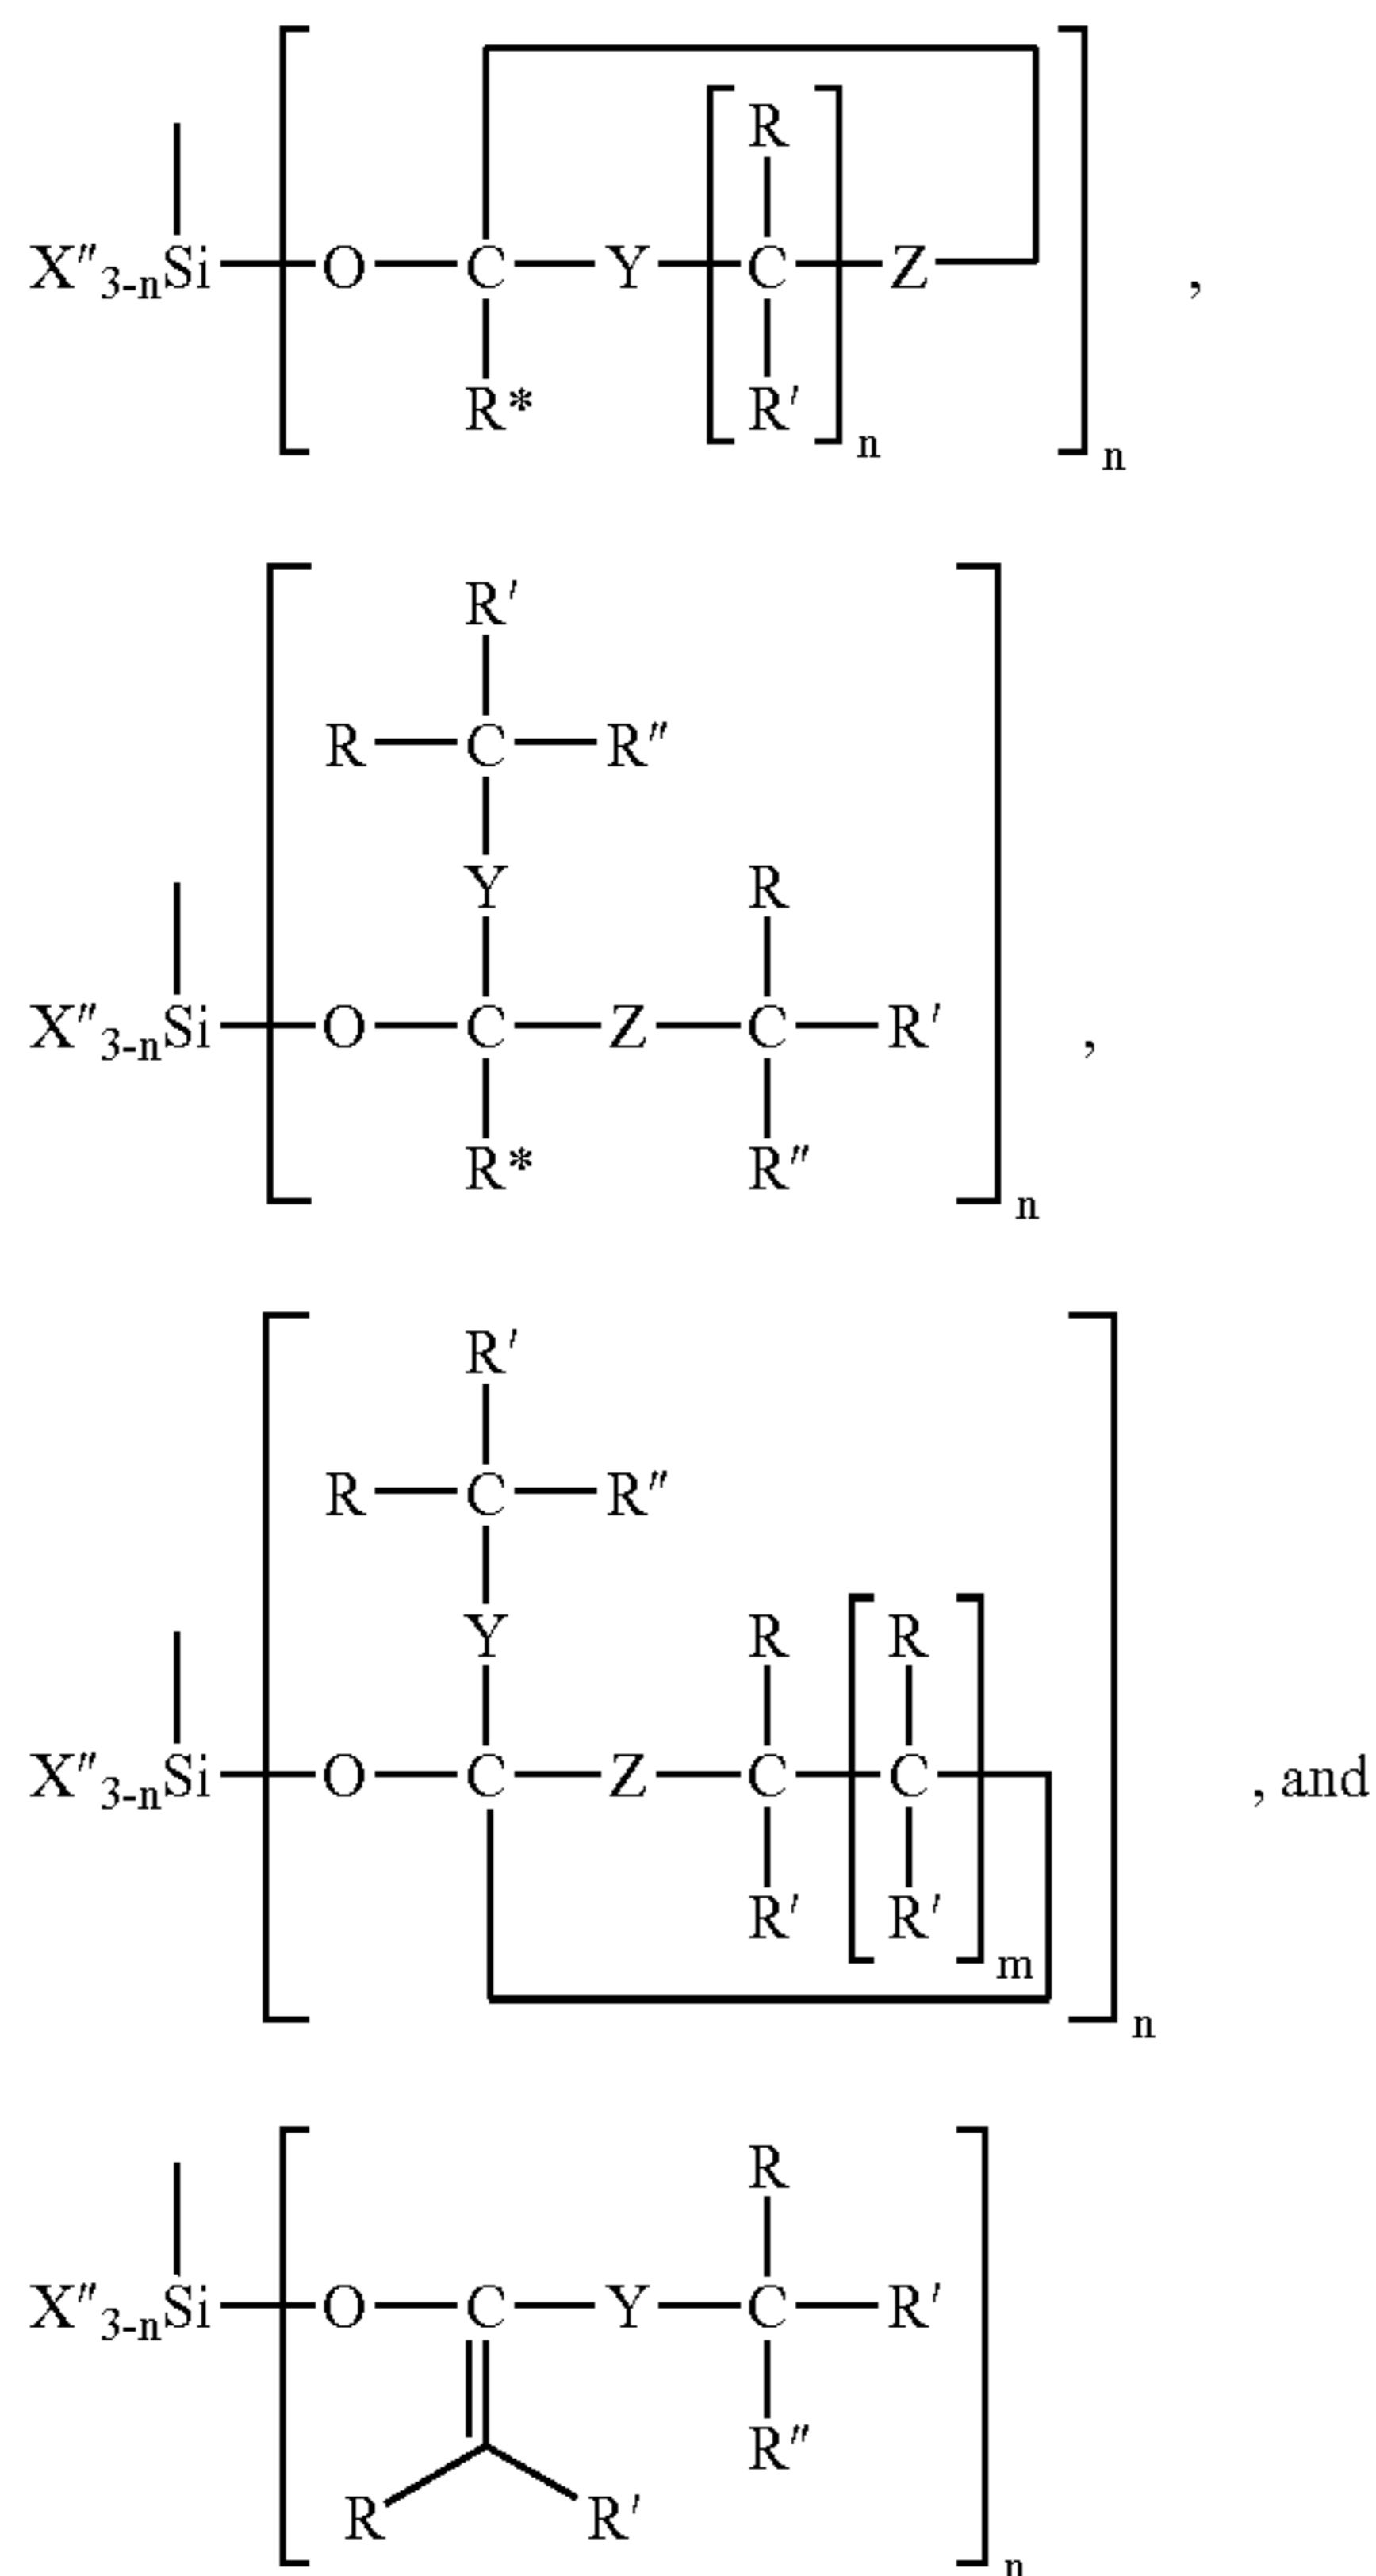 R
X″3-nSi O C Y C Z ,
R* R′ n n
R′
R C R″
Y R
X″3-nSi O C Z C R′ ,
R* R″ n
R′
R C R″
Y R R
X″3-nSi O C Z C C , and
R′ R′ m n
R
X″3-nSi O C Y C R′
R″
R R′ n